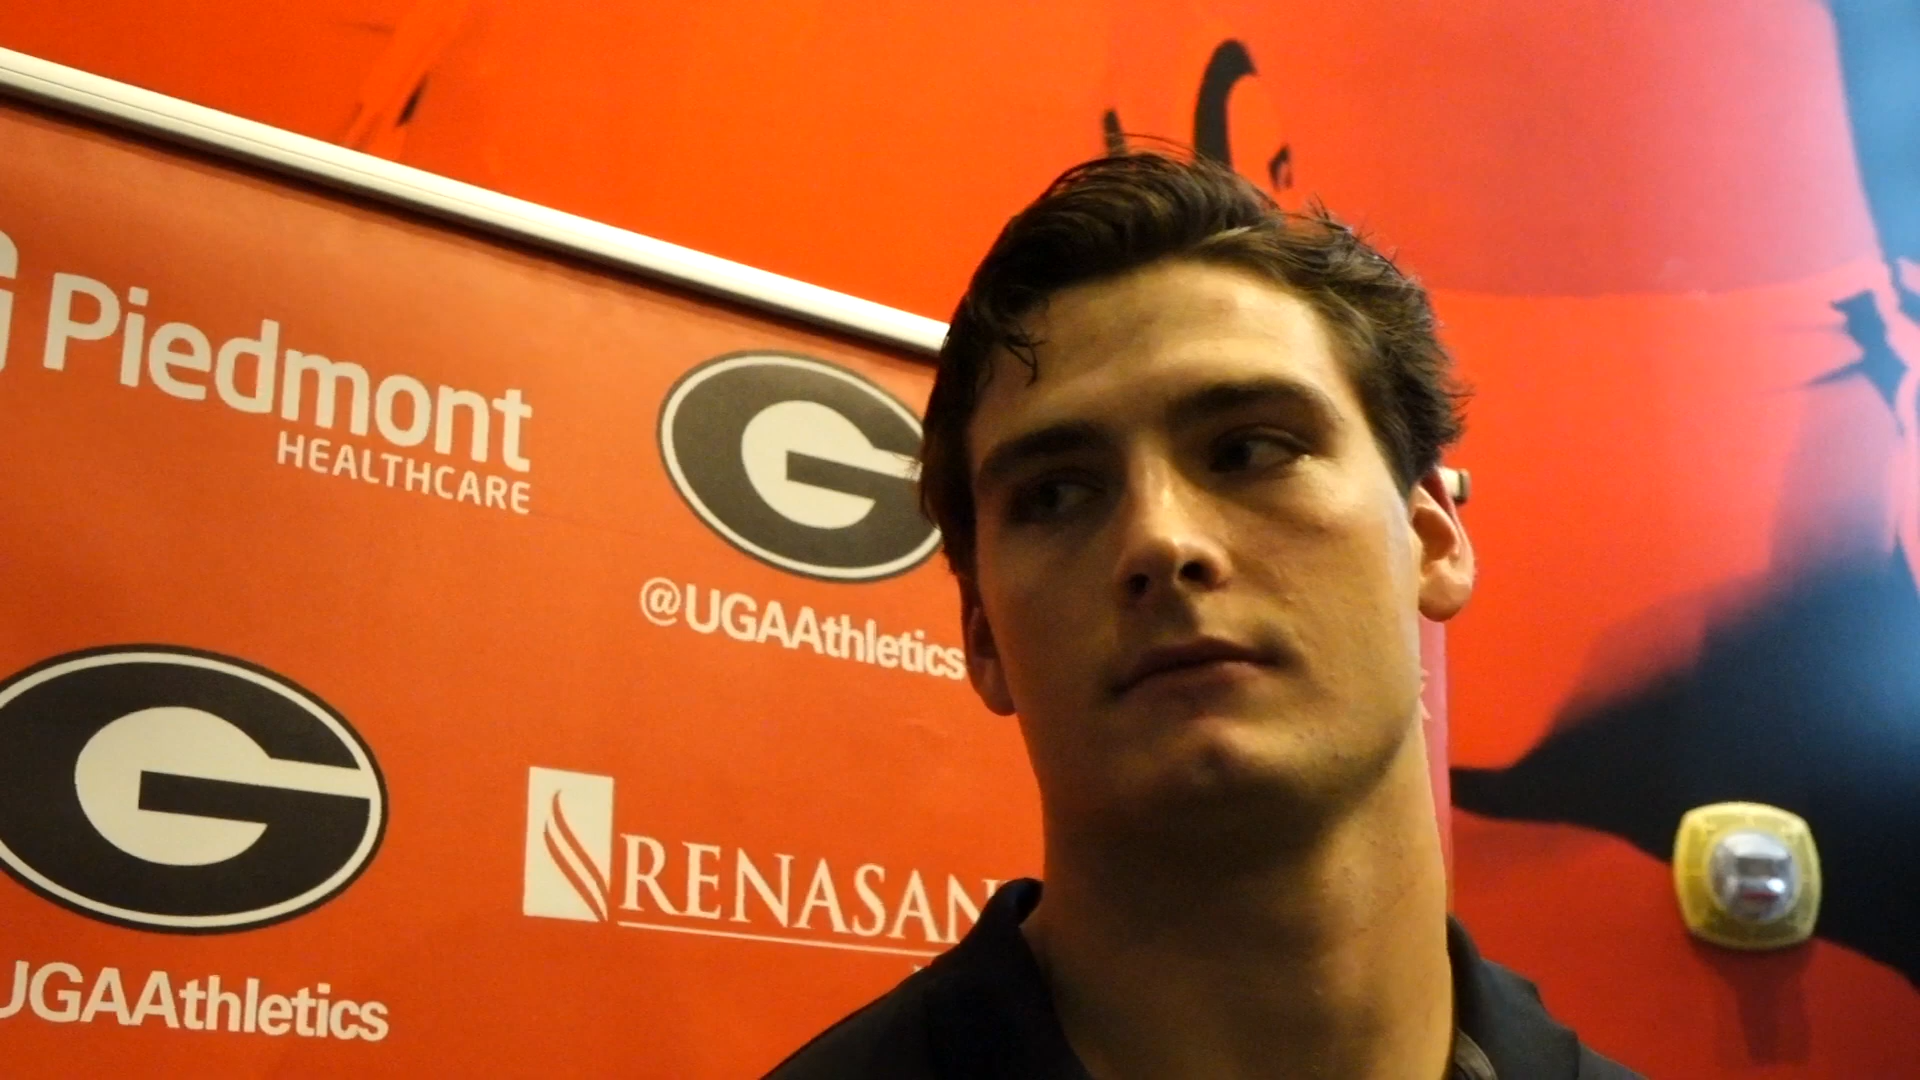 Piedmont
HEALTHCARE
G
@UGAAthletics
G
UGAAthletics
RENASAN